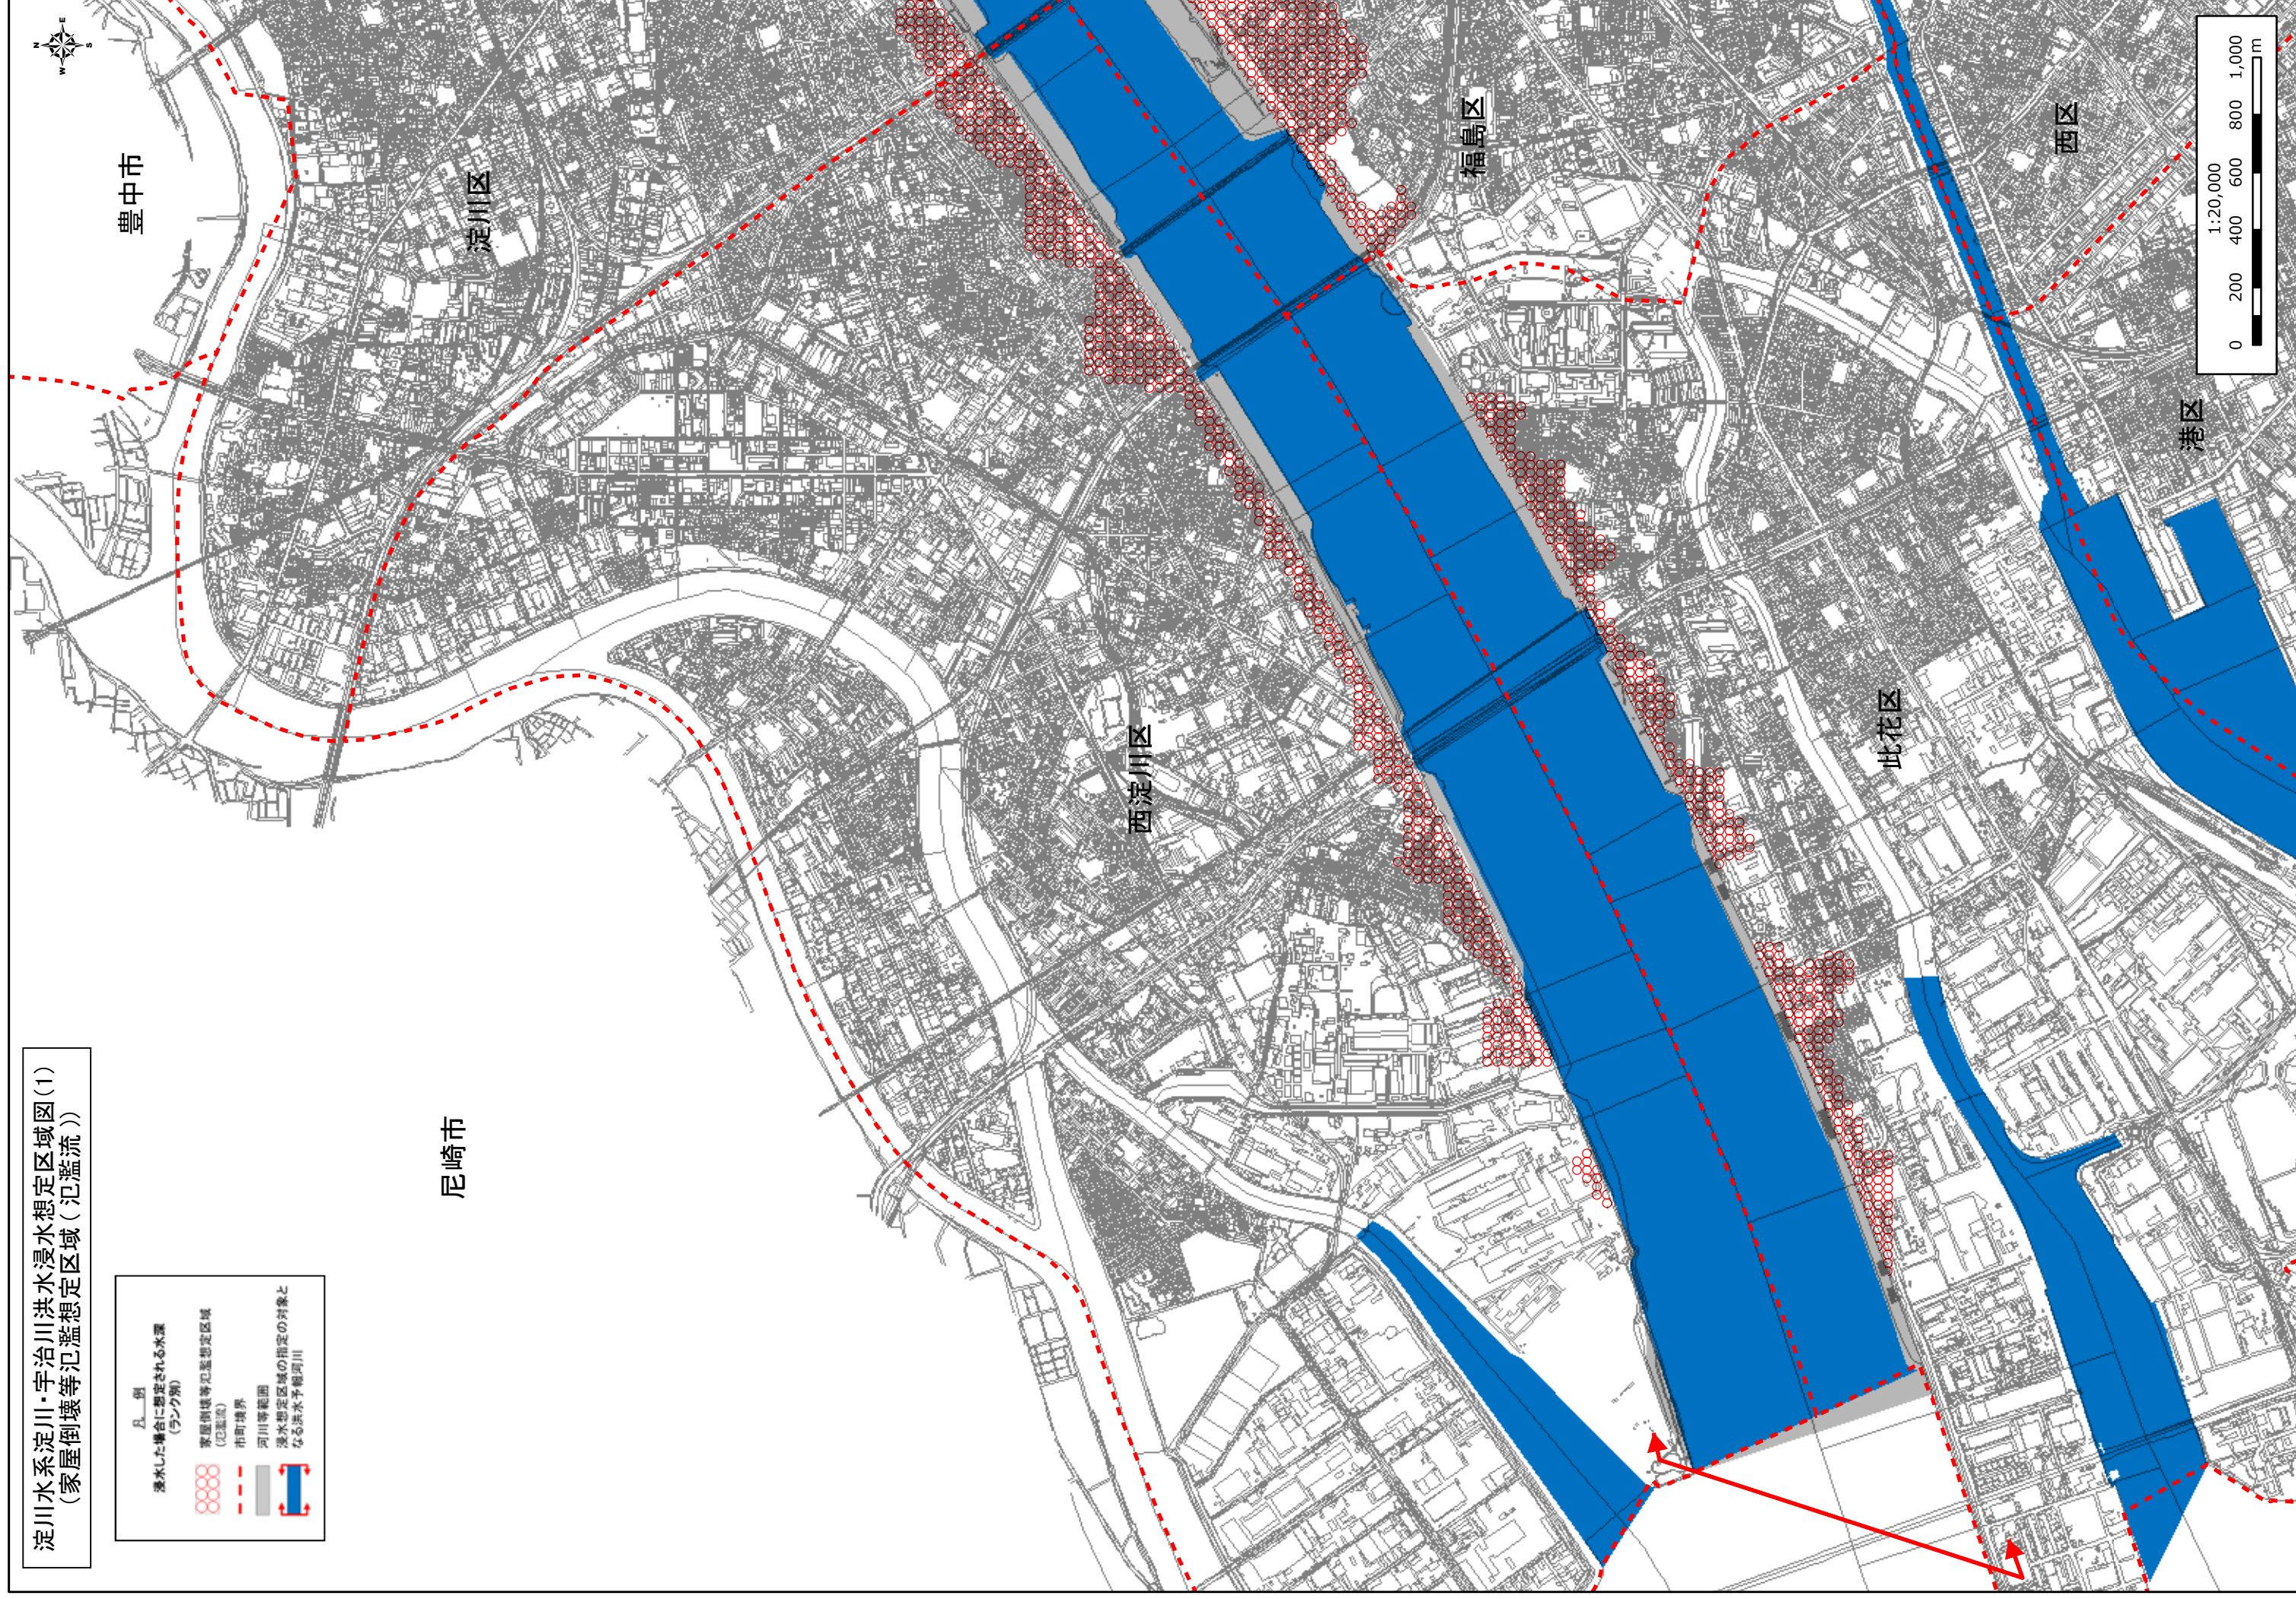 淀川水系淀川・宇治川洪水浸水想定区域図(1)
(家屋倒壊等氾濫想定区域(氾濫流))
凡 例
浸水した場合に想定される水深
(ランク別)
家屋倒壊等氾濫想定区域
(氾濫流)
市町境界
河川等範囲
浸水想定区域の指定の対象と
なる洪水予報河川
N
W
E
S
豊中市
淀川区
尼崎市
西淀川区
福島区
此花区
西区
港区
1:20,000
0 200 400 600 800 1,000
m